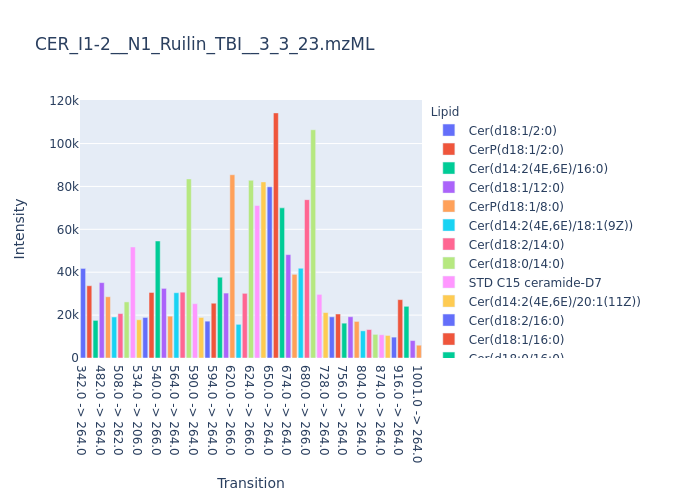 CER_I1-2__N1_Ruilin_TBI__3_3_23.mzML
Lipid
Cer(d18:1/2:0)
CerP(d18:1/2:0)
Cer(d14:2(4E,6E)/16:0)
Cer(d18:1/12:0)
CerP(d18:1/8:0)
Cer(d14:2(4E,6E)/18:1(9Z))
Cer(d18:2/14:0)
Cer(d18:0/14:0)
STD C15 ceramide-D7
Cer(d14:2(4E,6E)/20:1(11Z))
Cer(d18:2/16:0)
Cer(d18:1/16:0)
Cer(d18:0/16:0)
Intensity
120k
100k
80k
60k
40k
20k
0
342.0 -> 264.0
482.0 -> 264.0
508.0 -> 262.0
534.0 -> 206.0
540.0 -> 266.0
564.0 -> 264.0
590.0 -> 264.0
594.0 -> 264.0
620.0 -> 266.0
624.0 -> 266.0
650.0 -> 264.0
674.0 -> 264.0
680.0 -> 266.0
728.0 -> 264.0
756.0 -> 264.0
804.0 -> 264.0
874.0 -> 264.0
916.0 -> 264.0
1001.0 -> 264.0
Transition